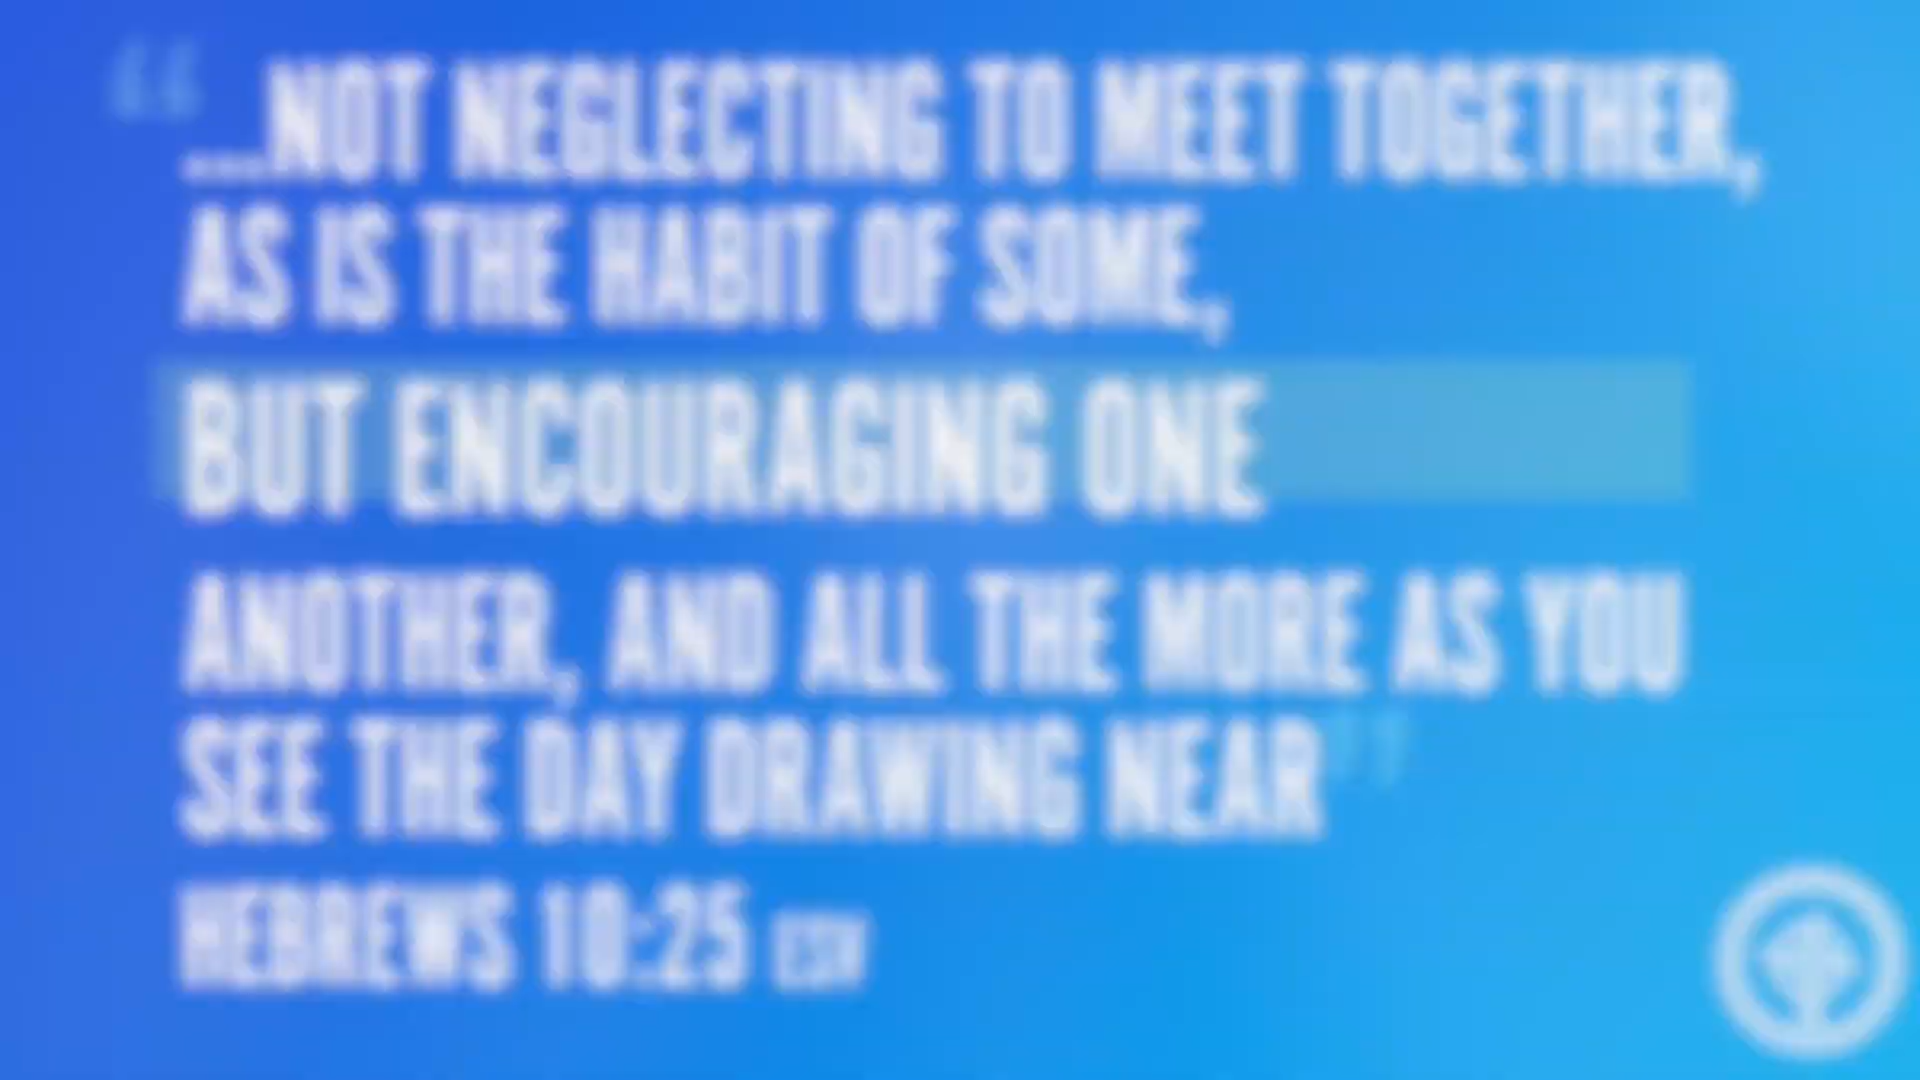 “...NOT NEGLECTING TO MEET TOGETHER,
AS IS THE HABIT OF SOME,
BUT ENCOURAGING ONE
ANOTHER, AND ALL THE MORE AS YOU
SEE THE DAY DRAWING NEAR”
HEBREWS 10:25 ESV